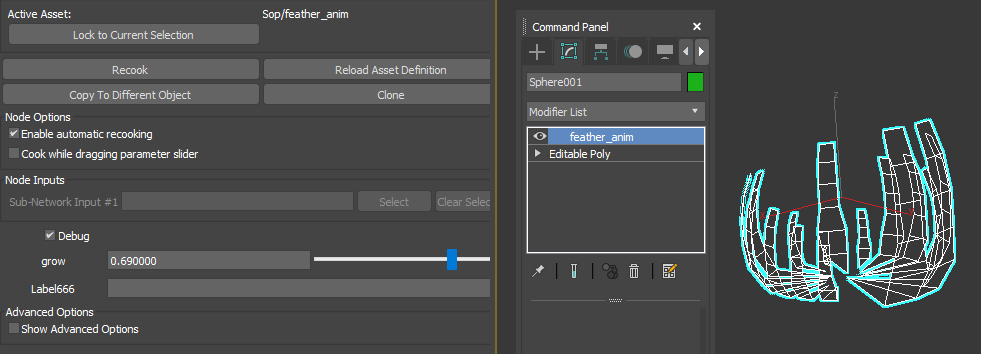 Active Asset: Sop/feather_anim
Lock to Current Selection
Recook Reload Asset Definition
Copy To Different Object Clone
Node Options
Enable automatic recooking
Cook while dragging parameter slider
Node Inputs
Sub-Network Input #1 Select Clear Selec
Debug
grow 0.690000
Label666
Advanced Options
Show Advanced Options
Command Panel
Sphere001
Modifier List
feather_anim
Editable Poly
z